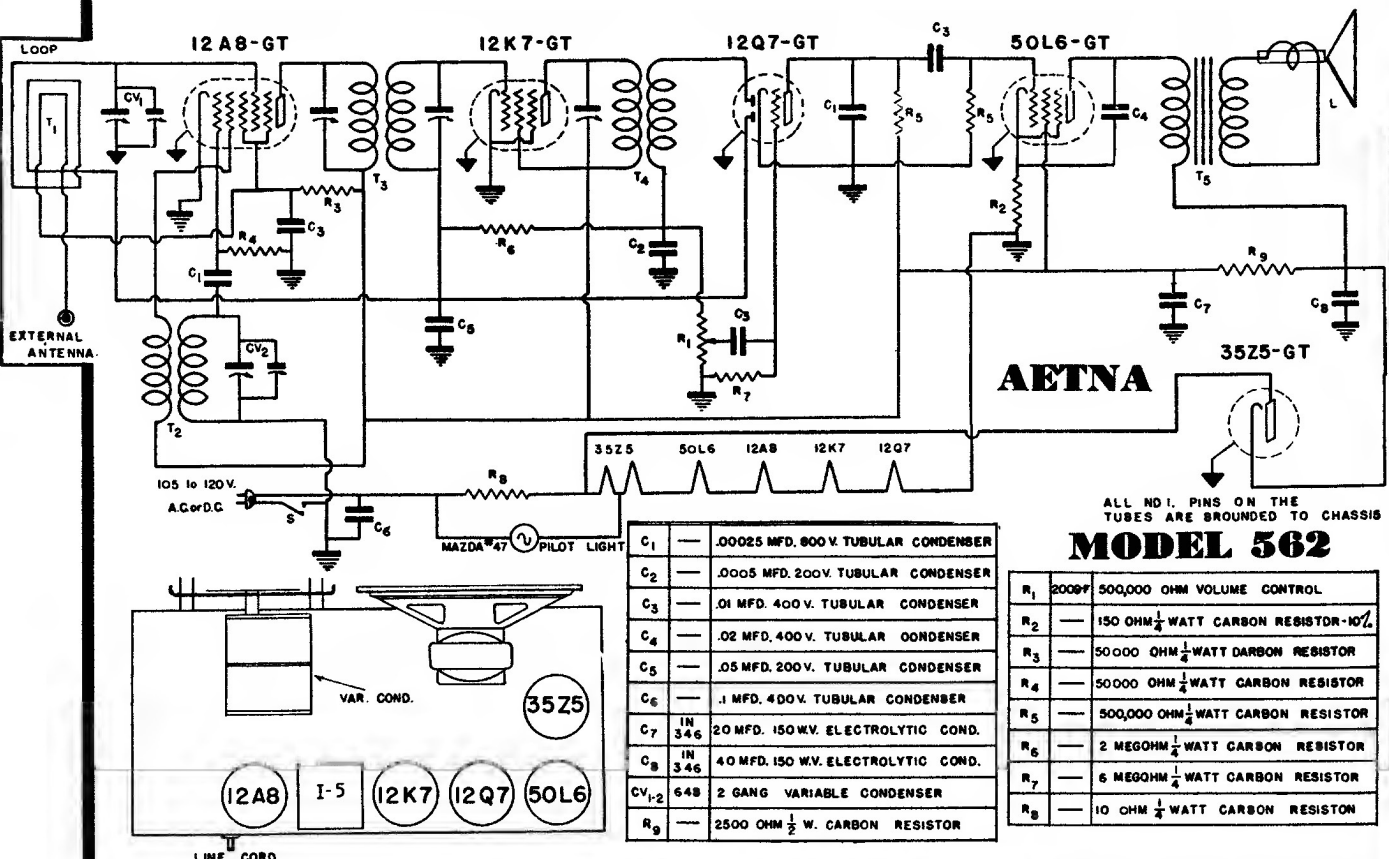 LOOP
12A8-GT
12K7-GT
12Q7-GT
C3
50L6-GT
CV1
T1
C1
R5
R5
C4
L
T3
T4
T5
R3
R2
R4
C3
R6
C2
R9
C1
C5
C3
C7
C8
EXTERNAL
ANTENNA.
CV2
R1
R7
35Z5-GT
AETNA
T2
35Z5
50L6
12A8
12K7
12Q7
105 to 120V.
A.C.or D.C.
S
R8
C6
MAZDA #47
PILOT LIGHT
ALL NO 1. PINS ON THE
TUBES ARE GROUNDED TO CHASSIS
MODEL 562
C1 — .00025 MFD. 800 V. TUBULAR CONDENSER
C2 — .0005 MFD. 200V. TUBULAR CONDENSER
C3 — .01 MFD. 400 V. TUBULAR CONDENSER
C4 — .02 MFD. 400 V. TUBULAR OONDENSER
C5 — .05 MFD. 200 V. TUBULAR CONDENSER
C6 — .1 MFD. 400V. TUBULAR CONDENSER
C7 IN 346 20 MFD. 150 W.V. ELECTROLYTIC COND.
C8 IN 346 40 MFD. 150 W.V. ELECTROLYTIC COND.
CV1-2 648 2 GANG VARIABLE CONDENSER
R9 — 2500 OHM 1/2 W. CARBON RESISTOR
R1 500,000 OHM VOLUME CONTROL
R2 — 150 OHM 1/4 WATT CARBON RESISTOR-10%
R3 — 50000 OHM 1/4 WATT DARBON RESISTOR
R4 — 50000 OHM 1/4 WATT CARBON RESISTOR
R5 — 500,000 OHM 1/4 WATT CARBON RESISTOR
R6 — 2 MEGOHM 1/4 WATT CARBON RESISTOR
R7 — 6 MEGOHM 1/4 WATT CARBON RESISTOR
R8 — 10 OHM 1/4 WATT CARBON RESISTON
VAR. COND.
35Z5
12A8
I-5
12K7
12Q7
50L6
LINE CORD